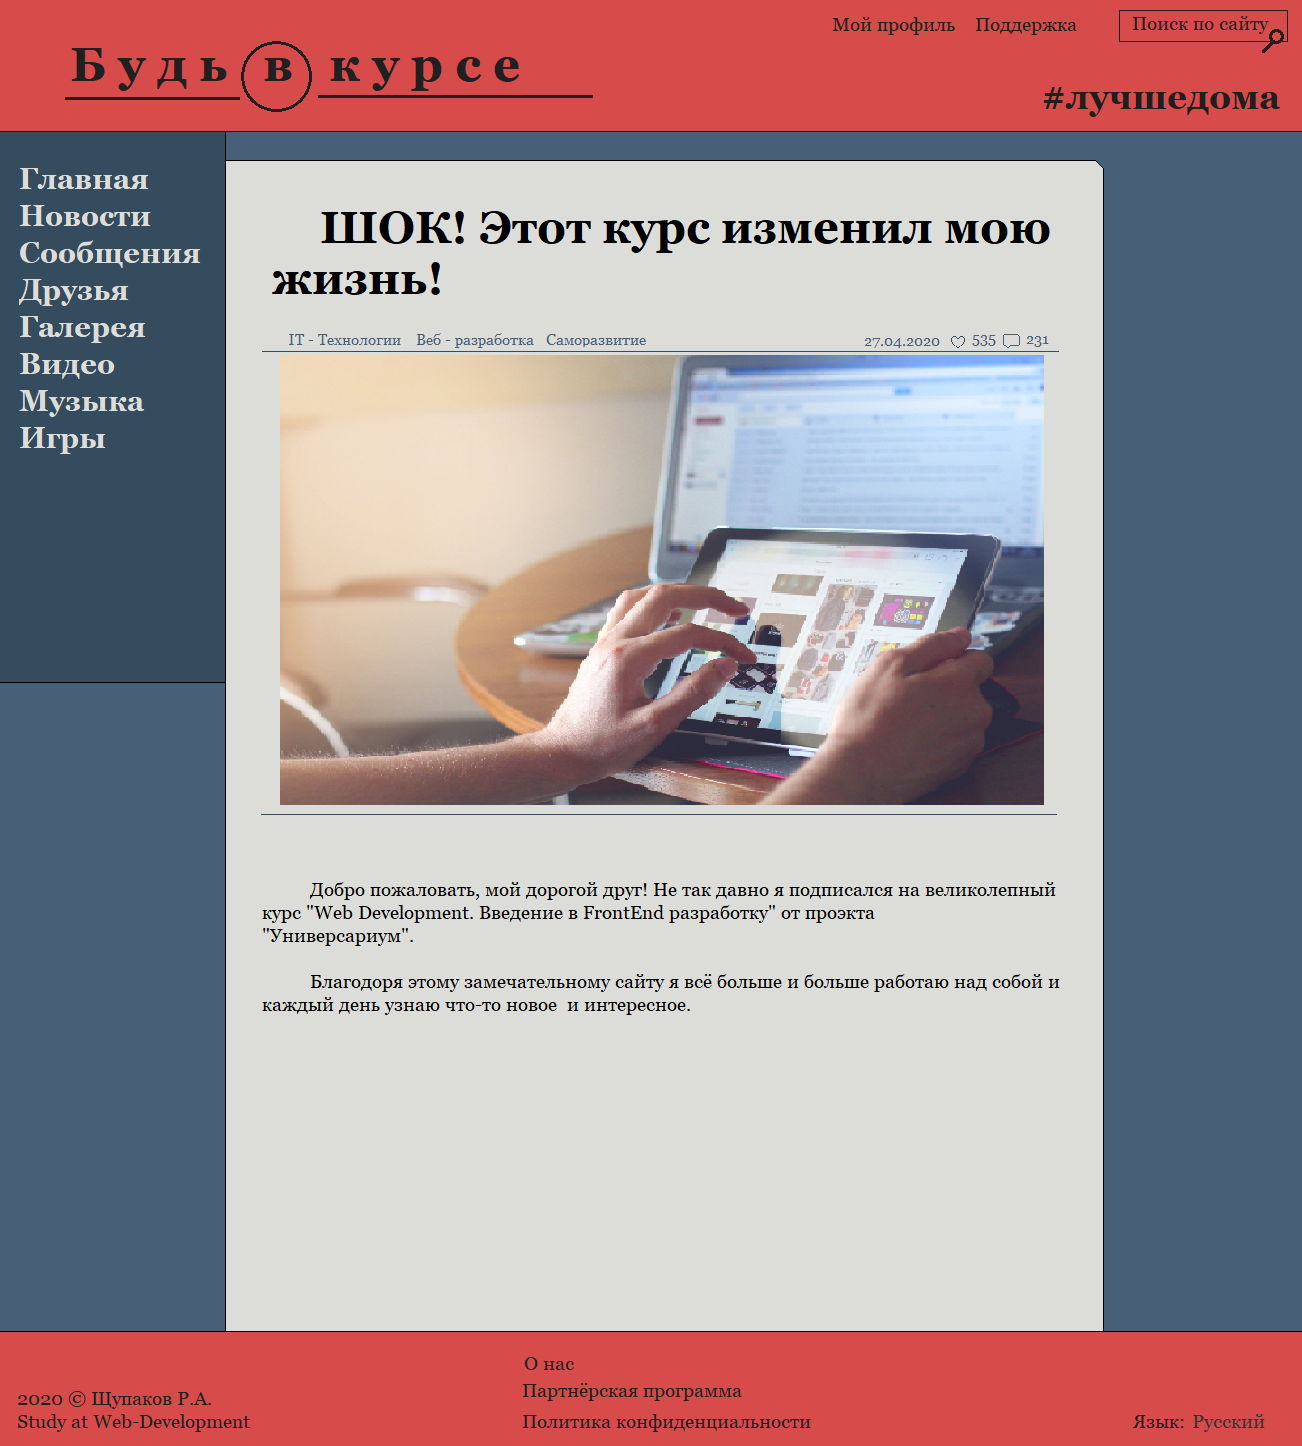 Мой профиль Поддержка Поиск по сайту
Будь в курсе
#лучшедома
Главная
Новости
Сообщения
Друзья
Галерея
Видео
Музыка
Игры
ШОК! Этот курс изменил мою
жизнь!
IT - Технологии Веб - разработка Саморазвитие 27.04.2020 535 231
Добро пожаловать, мой дорогой друг! Не так давно я подписался на великолепный
курс "Web Development. Введение в FrontEnd разработку" от проэкта
"Универсариум".
Благодоря этому замечательному сайту я всё больше и больше работаю над собой и
каждый день узнаю что-то новое и интересное.
О нас
Партнёрская программа
Политика конфиденциальности
2020 © Щупаков Р.А.
Study at Web-Development
Язык: Русский